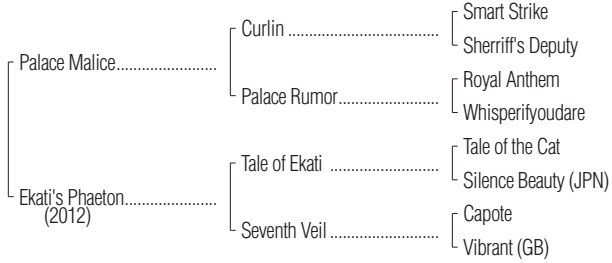 Smart Strike
Curlin ..............................
Sherriff's Deputy
Palace Malice....................
Royal Anthem
Palace Rumor....................
Whisperifyoudare
Tale of the Cat
Tale of Ekati .....................
Silence Beauty (JPN)
Ekati's Phaeton..................
(2012)
Capote
Seventh Veil ......................
Vibrant (GB)